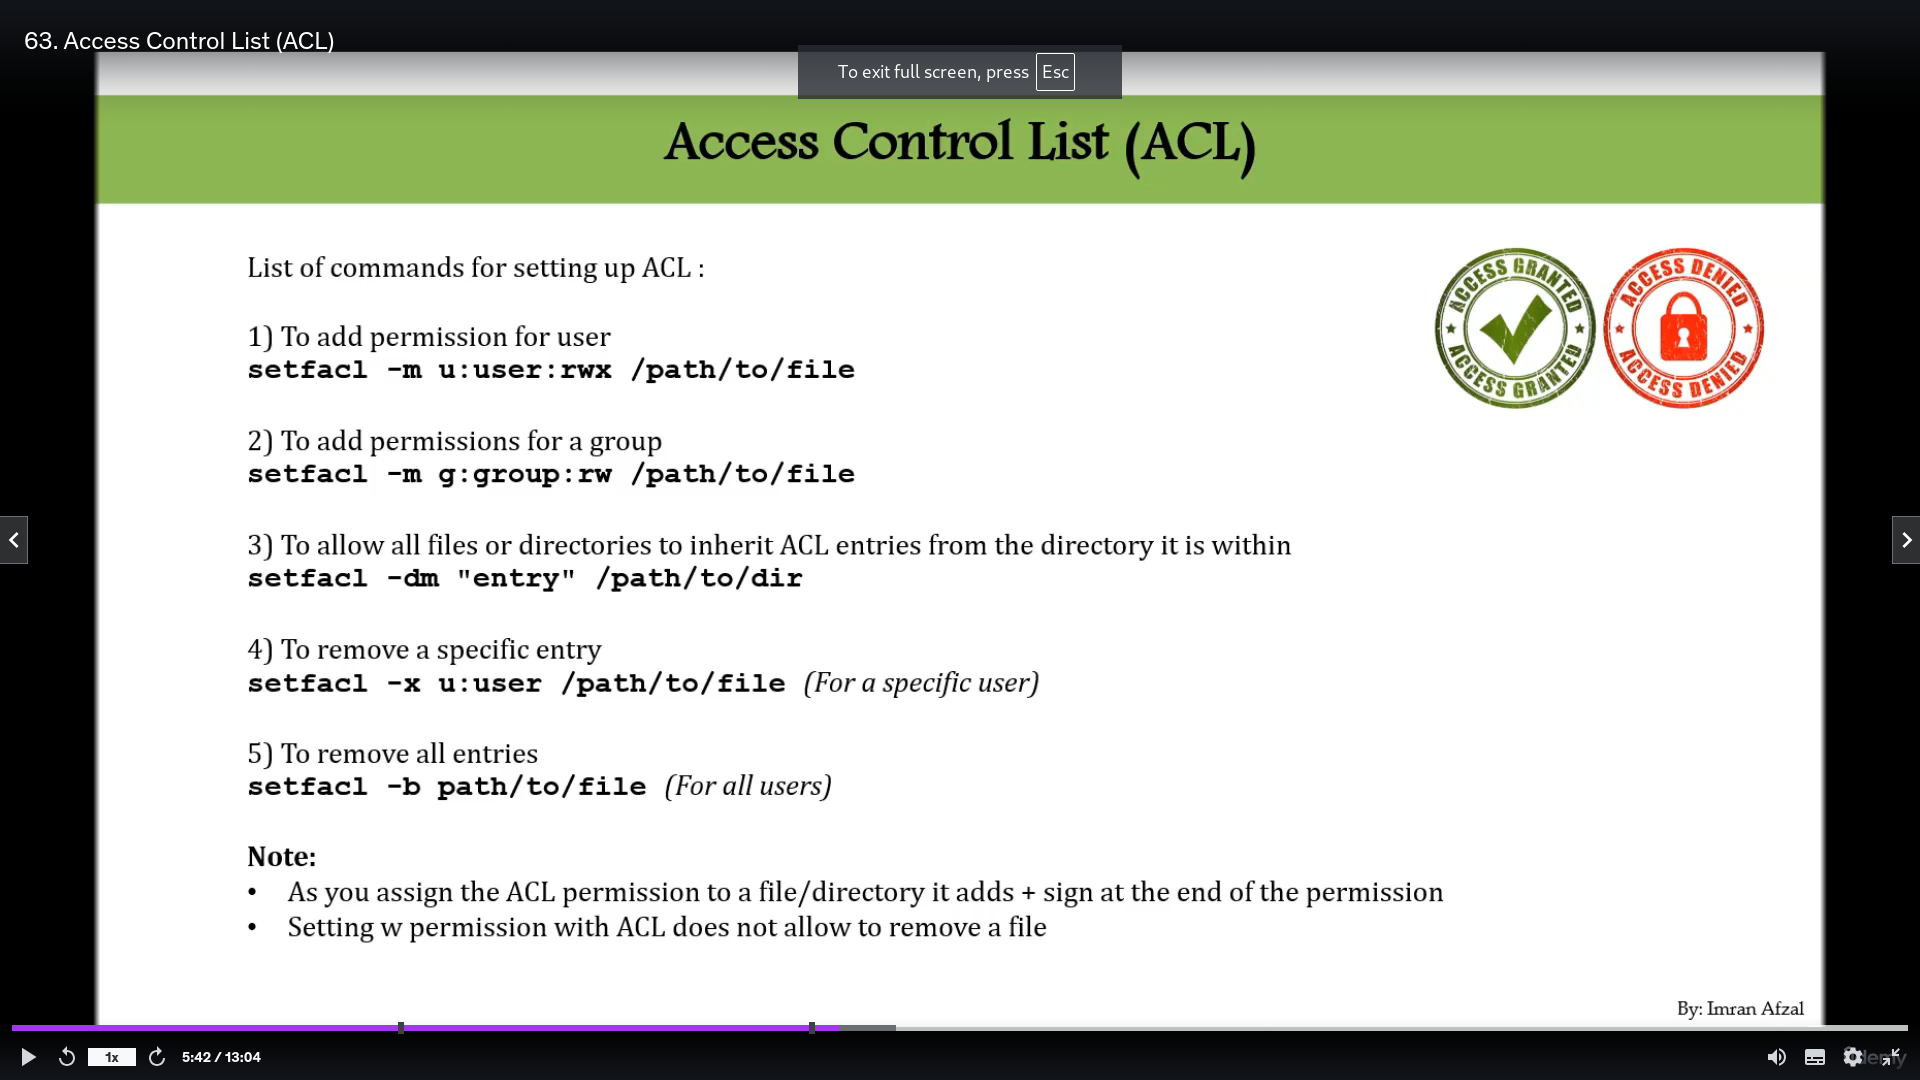 63. Access Control List (ACL)
To exit full screen, press Esc
Access Control List (ACL)
List of commands for setting up ACL :
ACCESS GRANTED
ACCESS GRANTED
ACCESS DENIED
ACCESS DENIED
1) To add permission for user
setfacl -m u:user:rwx /path/to/file
2) To add permissions for a group
setfacl -m g:group:rw /path/to/file
3) To allow all files or directories to inherit ACL entries from the directory it is within
setfacl -dm "entry" /path/to/dir
4) To remove a specific entry
setfacl -x u:user /path/to/file (For a specific user)
5) To remove all entries
setfacl -b path/to/file (For all users)
Note:
• As you assign the ACL permission to a file/directory it adds + sign at the end of the permission
• Setting w permission with ACL does not allow to remove a file
By: Imran Afzal
1x
5:42 / 13:04